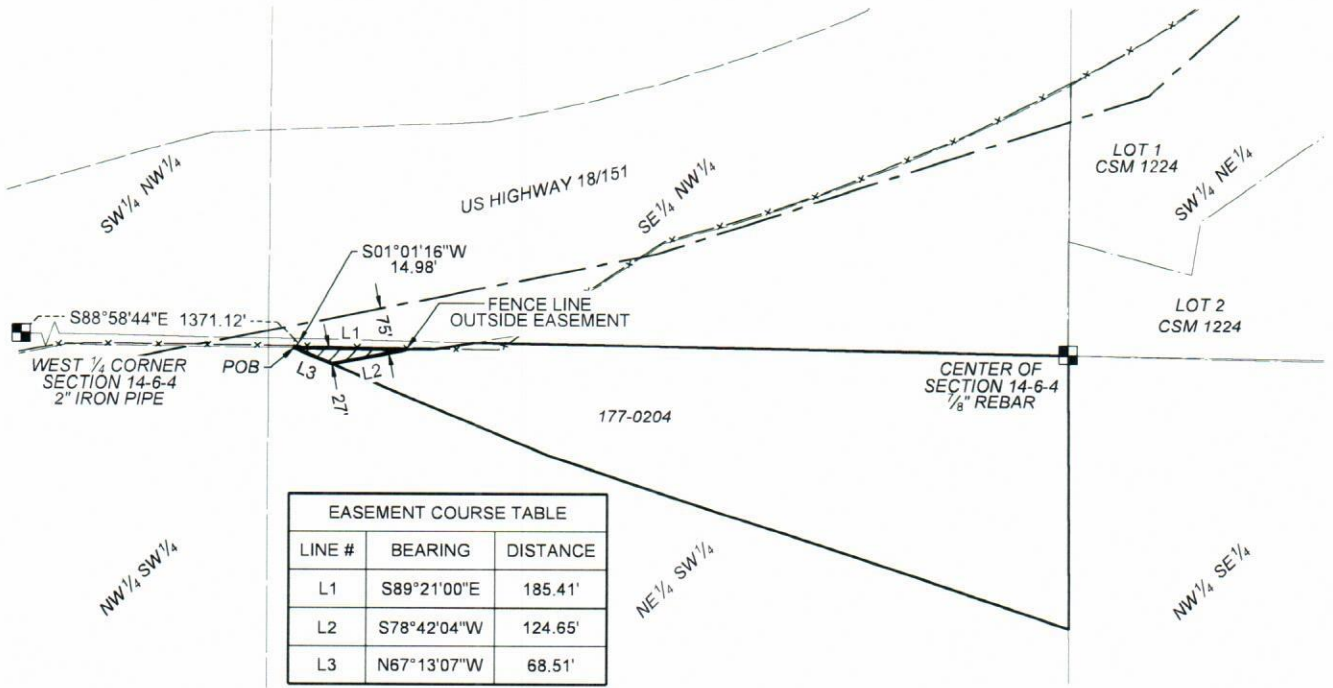 LOT 1
CSM 1224
SW¼ NW¼
US HIGHWAY 18/151
SE¼ NW¼
SW¼ NE¼
S01°01'16"W
14.98'
S88°58'44"E 1371.12'
FENCE LINE
OUTSIDE EASEMENT
75'
L1
LOT 2
CSM 1224
WEST ¼ CORNER
SECTION 14-6-4
2" IRON PIPE
POB
L3
L2
27'
CENTER OF
SECTION 14-6-4
⅞" REBAR
177-0204
EASEMENT COURSE TABLE
LINE # BEARING DISTANCE
L1 S89°21'00"E 185.41'
L2 S78°42'04"W 124.65'
L3 N67°13'07"W 68.51'
NW¼ SW¼
NE¼ SW¼
NW¼ SE¼